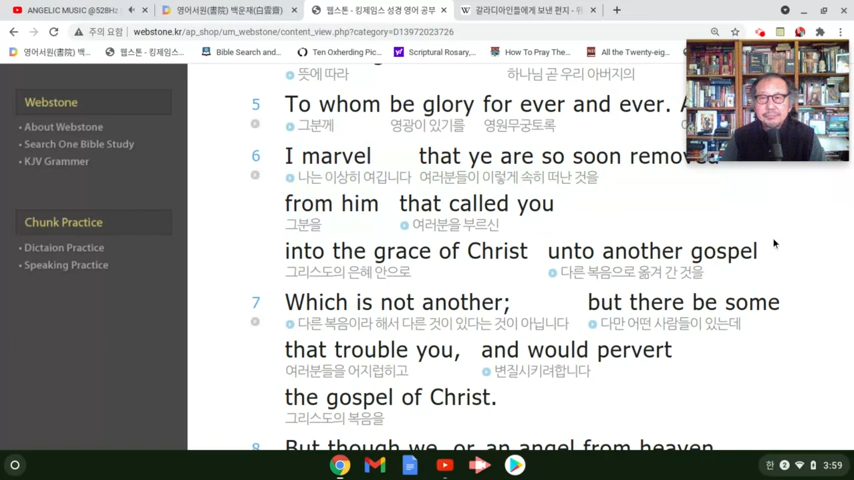 ANGELIC MUSIC @528Hz
영어서원(書院) 백운재(白雲齋)
웹스톤 - 킹제임스 성경 영어 공부
갈라디아인들에게 보낸 편지 - 위
주의 요함
webstone.kr/ap_shop/um_webstone/content_view.php?category=D13972023726
영어서원(書院) 백...
웹스톤 - 킹제임스...
Bible Search and...
Ten Oxherding Pic...
Scriptural Rosary,...
How To Pray The...
All the Twenty-eig...
Webstone
About Webstone
Search One Bible Study
KJV Grammer
Chunk Practice
Dictaion Practice
Speaking Practice
뜻에 따라 하나님 곧 우리 아버지의
5 To whom be glory for ever and ever.
그분께 영광이 있기를 영원무궁토록
6 I marvel that ye are so soon removed
나는 이상히 여깁니다 여러분들이 이렇게 속히 떠난 것을
from him that called you
그분을 여러분을 부르신
into the grace of Christ unto another gospel
그리스도의 은혜 안으로 다른 복음으로 옮겨 간 것을
7 Which is not another; but there be some
다른 복음이라 해서 다른 것이 있다는 것이 아닙니다 다만 어떤 사람들이 있는데
that trouble you, and would pervert
여러분들을 어지럽히고 변질시키려합니다
the gospel of Christ.
그리스도의 복음을
8 But though we, or an angel from heaven,
한 2 3:59